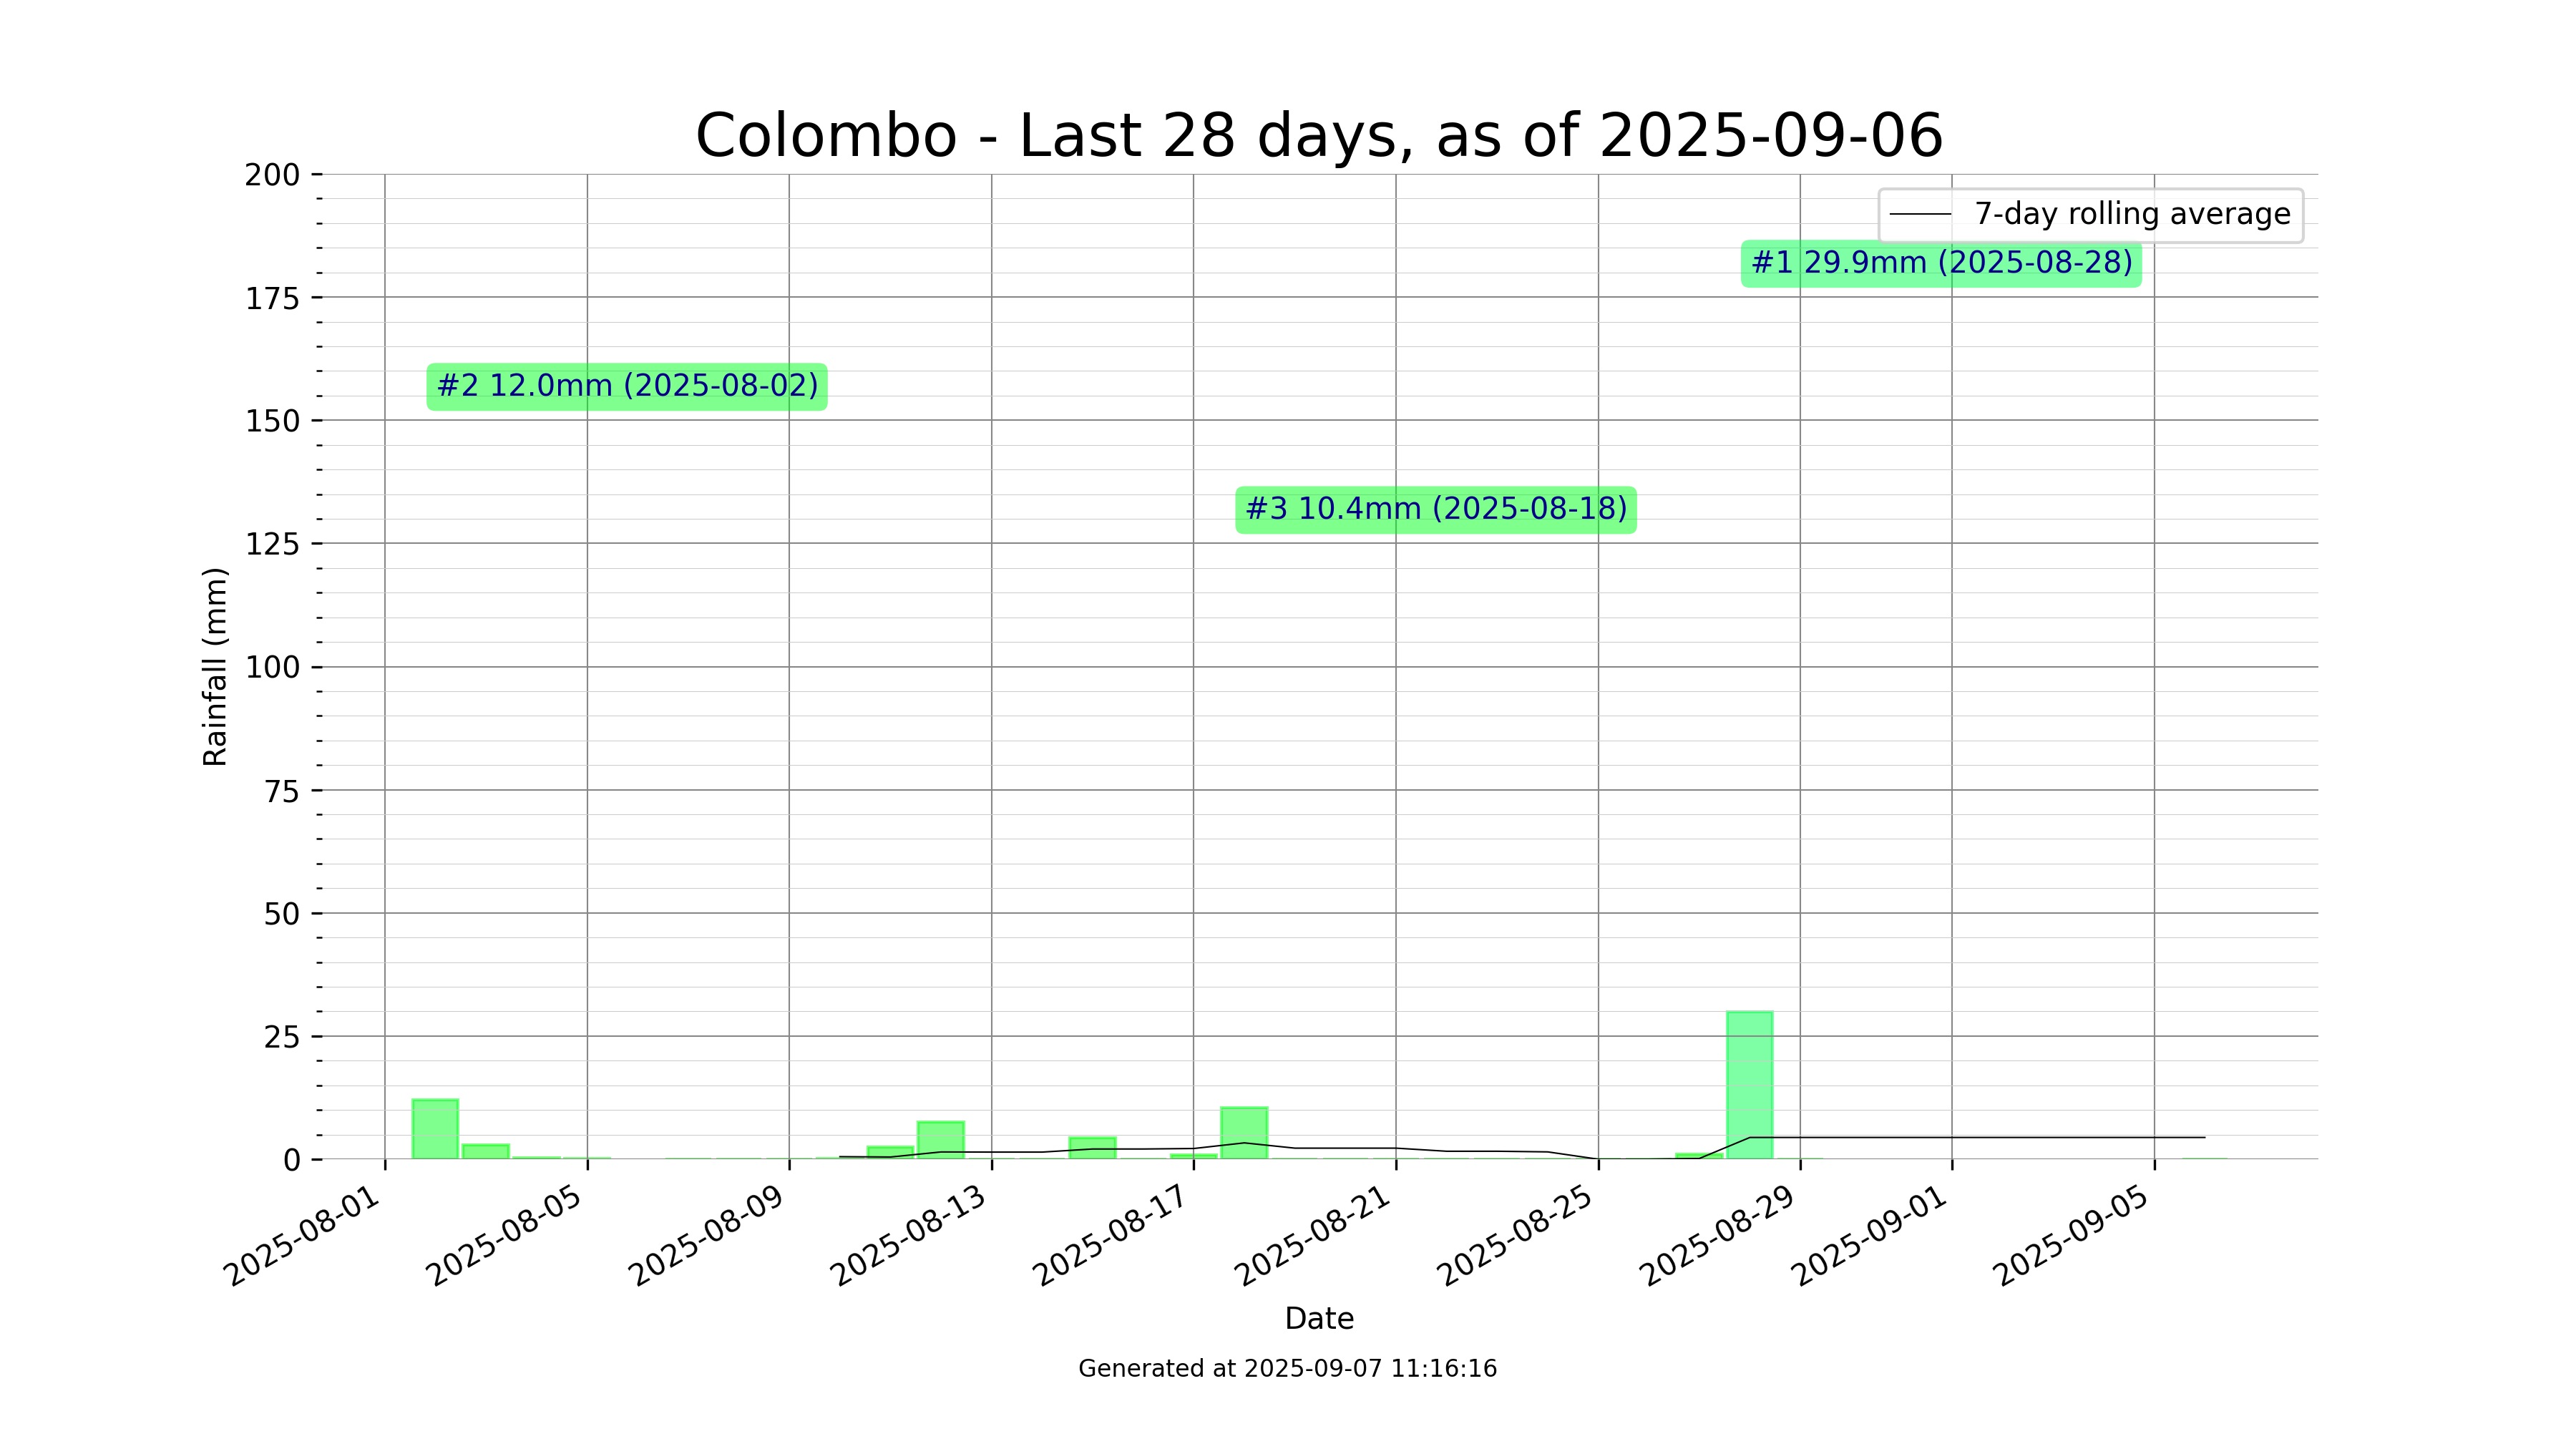 Colombo - Last 28 days, as of 2025-09-06
7-day rolling average
#1 29.9mm (2025-08-28)
#2 12.0mm (2025-08-02)
#3 10.4mm (2025-08-18)
Rainfall (mm)
200
175
150
125
100
75
50
25
0
2025-08-01
2025-08-05
2025-08-09
2025-08-13
2025-08-17
2025-08-21
2025-08-25
2025-08-29
2025-09-01
2025-09-05
Date
Generated at 2025-09-07 11:16:16